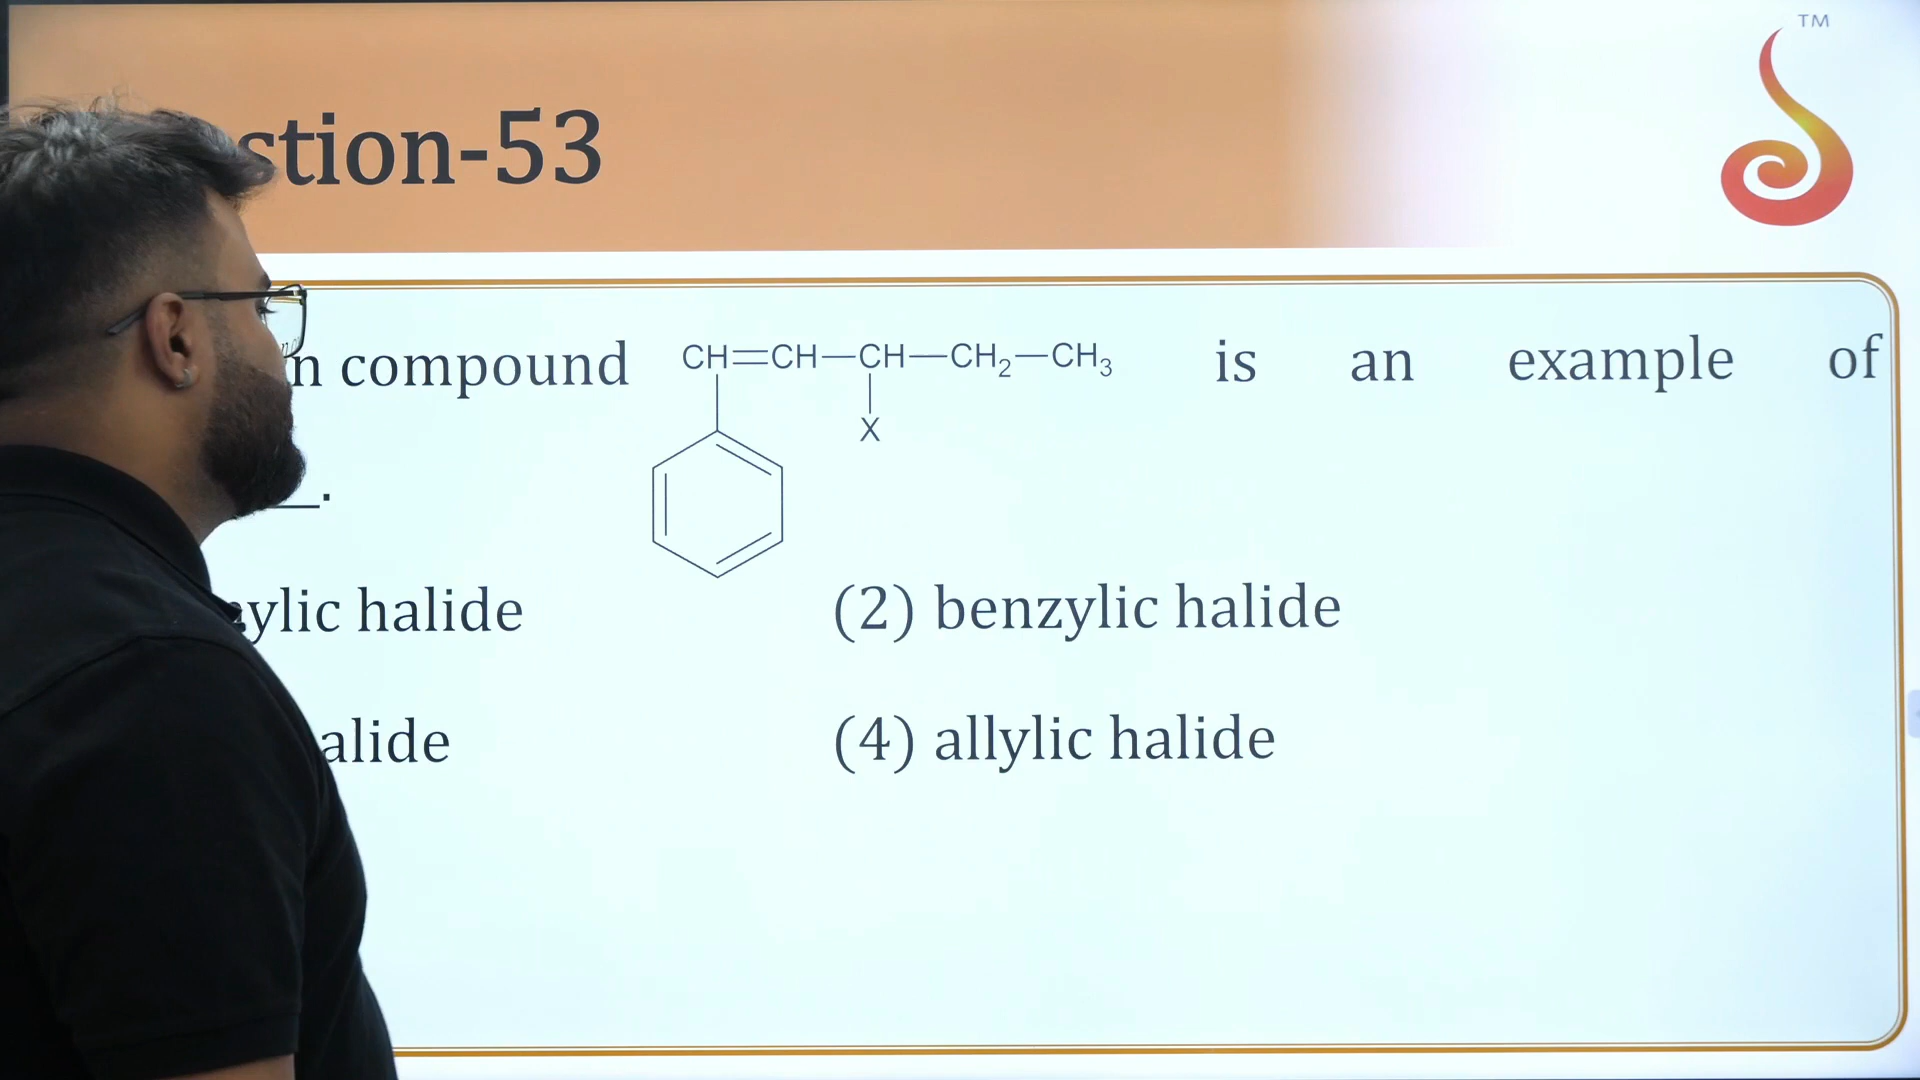 TM
stion-53
n compound CH=CH—CH—CH₂—CH₃ is an example of
X
.
ylic halide (2) benzylic halide
alide (4) allylic halide